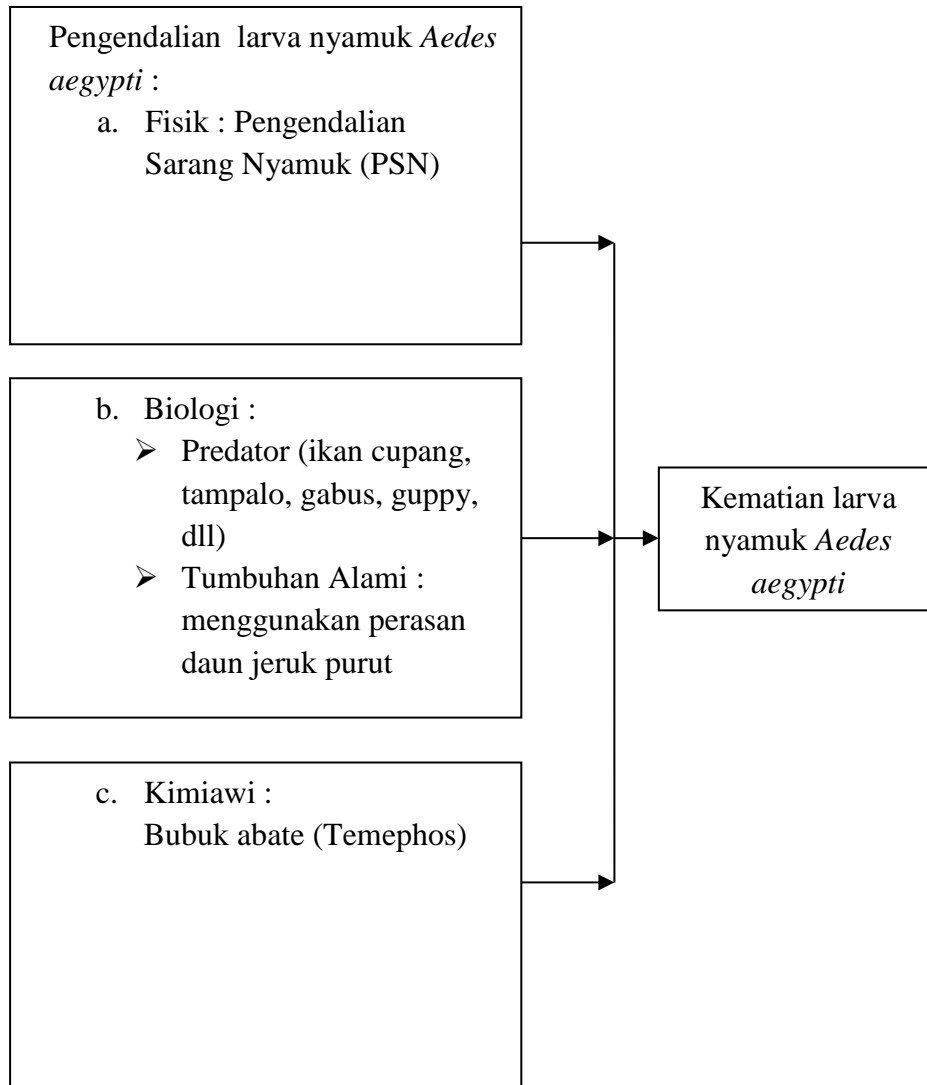 Pengendalian larva nyamuk Aedes
aegypti :
a. Fisik : Pengendalian
Sarang Nyamuk (PSN)
b. Biologi :
➢ Predator (ikan cupang,
tampalo, gabus, guppy,
dll)
➢ Tumbuhan Alami :
menggunakan perasan
daun jeruk purut
Kematian larva
nyamuk Aedes
aegypti
c. Kimiawi :
Bubuk abate (Temephos)